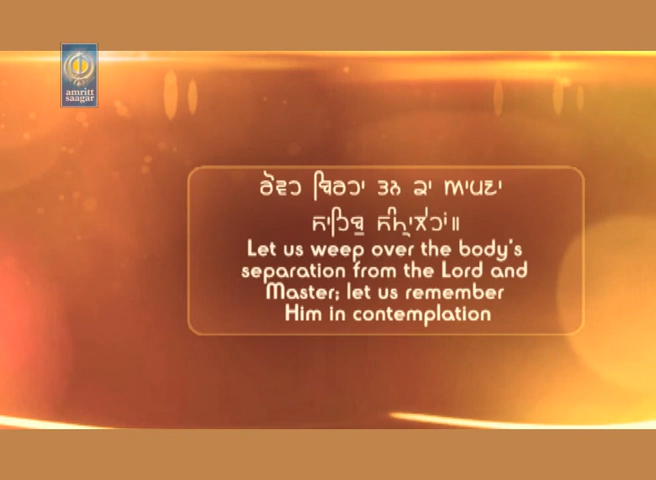 amritt
saagar
ਰੋਵਹ ਬਿਰਹਾ ਤਨ ਕਾ ਆਪਣਾ
ਸਾਹਿਬੁ ਸੰਮ੍ਹਾਲੇਹਾਂ॥
Let us weep over the body's
separation from the Lord and
Master; let us remember
Him in contemplation